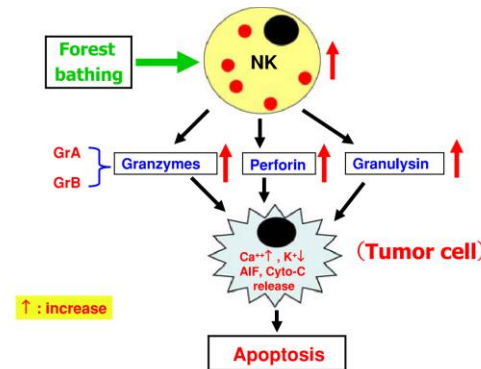 Forest
bathing
NK
↑
GrA
GrB
Granzymes ↑
Perforin ↑
Granulysin ↑
Ca⁺⁺↑ , K⁺↓
AIF, Cyto-C
release
(Tumor cell)
↑ : increase
Apoptosis